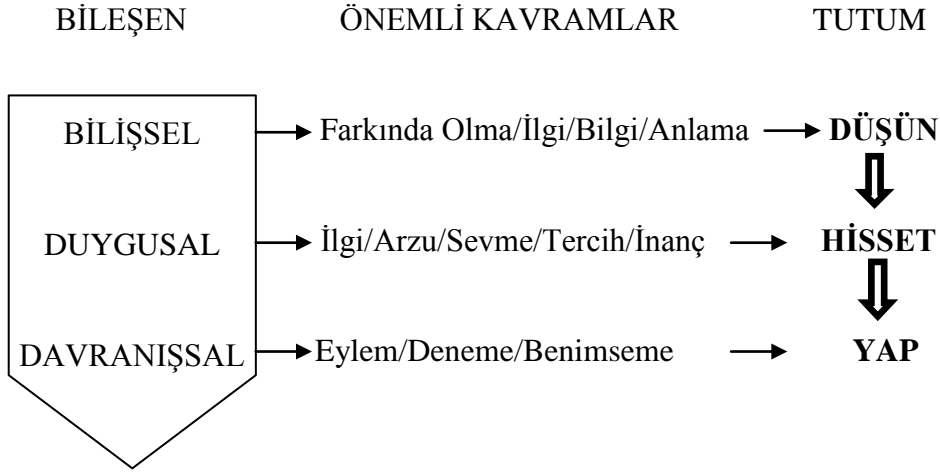 BİLEŞEN ÖNEMLİ KAVRAMLAR TUTUM
BİLİŞSEL Farkında Olma/İlgi/Bilgi/Anlama DÜŞÜN
DUYGUSAL İlgi/Arzu/Sevme/Tercih/İnanç HİSSET
DAVRANIŞSAL Eylem/Deneme/Benimseme YAP